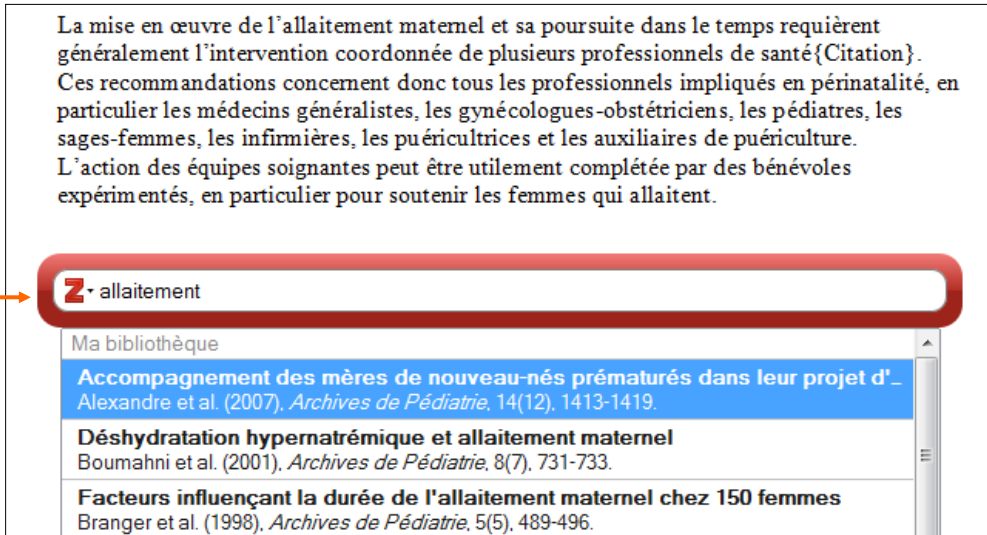 La mise en œuvre de l’allaitement maternel et sa poursuite dans le temps requièrent
généralement l’intervention coordonnée de plusieurs professionnels de santé{Citation}.
Ces recommandations concernent donc tous les professionnels impliqués en périnatalité, en
particulier les médecins généralistes, les gynécologues-obstétriciens, les pédiatres, les
sages-femmes, les infirmières, les puéricultrices et les auxiliaires de puériculture.
L’action des équipes soignantes peut être utilement complétée par des bénévoles
expérimentés, en particulier pour soutenir les femmes qui allaitent.
Z allaitement
Ma bibliothèque
Accompagnement des mères de nouveau-nés prématurés dans leur projet d'...
Alexandre et al. (2007), Archives de Pédiatrie, 14(12), 1413-1419.
Déshydratation hypernatrémique et allaitement maternel
Boumahni et al. (2001), Archives de Pédiatrie, 8(7), 731-733.
Facteurs influençant la durée de l'allaitement maternel chez 150 femmes
Branger et al. (1998), Archives de Pédiatrie, 5(5), 489-496.